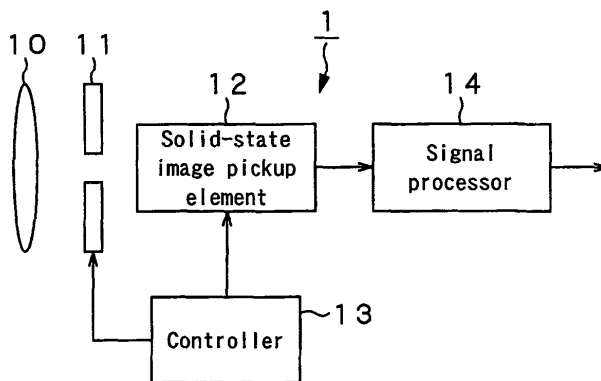 1
10
11
12
14
Solid-state
image pickup
element
Signal
processor
13
Controller